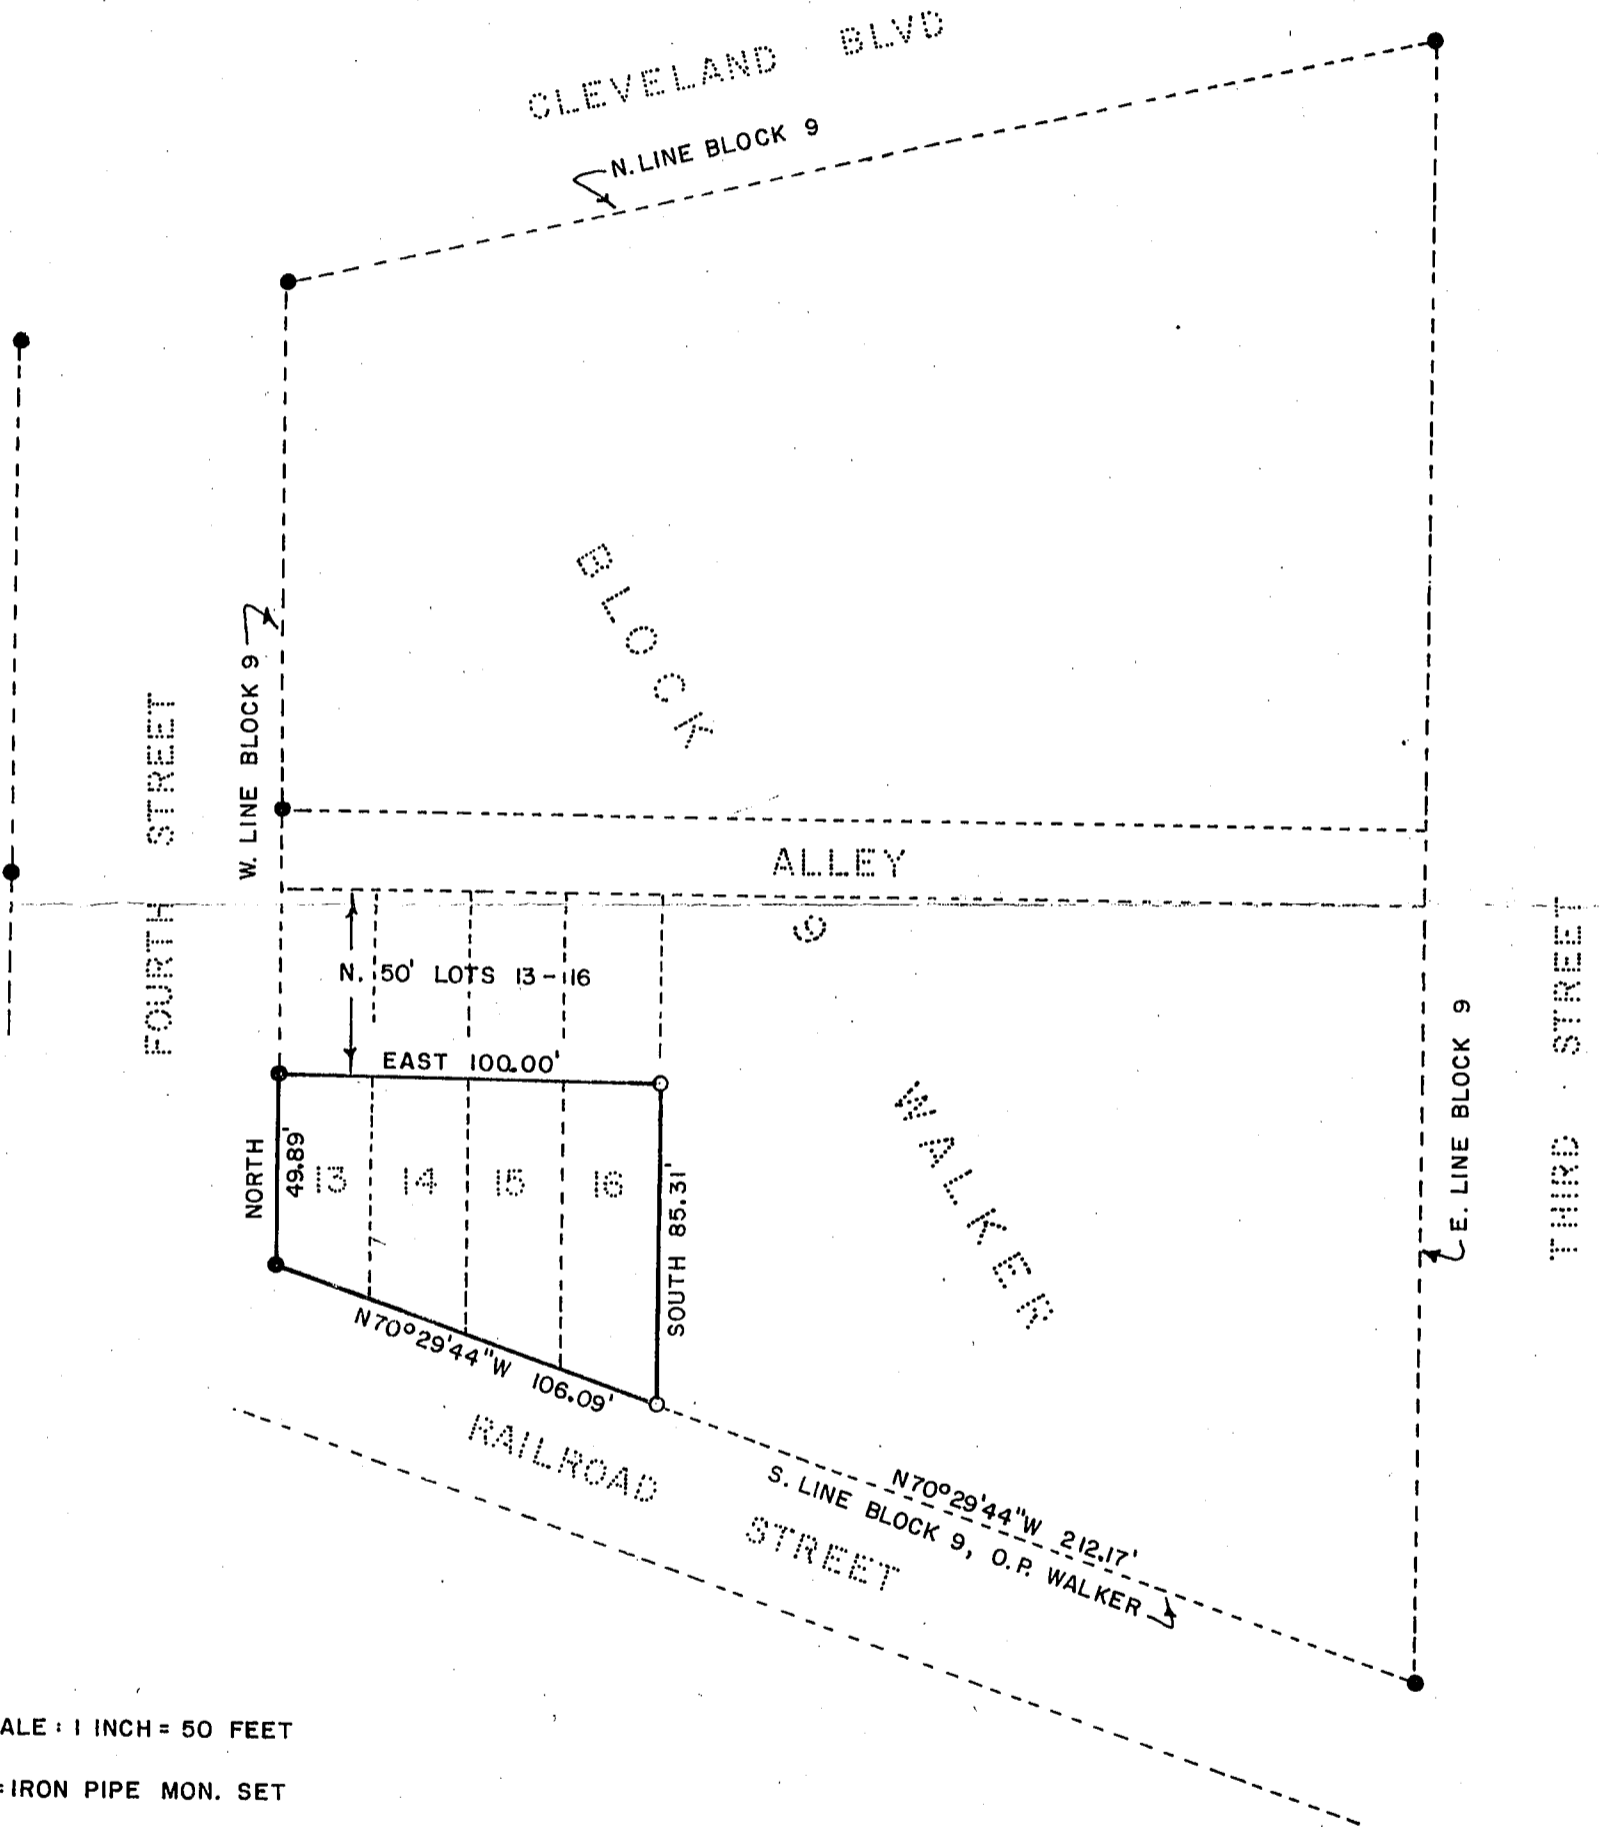 CLEVELAND BLVD
N. LINE BLOCK 9
W. LINE BLOCK 9
FOURTH STREET
BLOCK
ALLEY
9
N. 50' LOTS 13-16
EAST 100.00'
NORTH
49.89'
13
14
15
16
SOUTH 85.31'
N70°29'44"W 106.09'
WALKER
E. LINE BLOCK 9
THIRD STREET
RAILROAD STREET
N70°29'44"W 212.17'
S. LINE BLOCK 9, O.P. WALKER
ALE: 1 INCH = 50 FEET
=IRON PIPE MON. SET